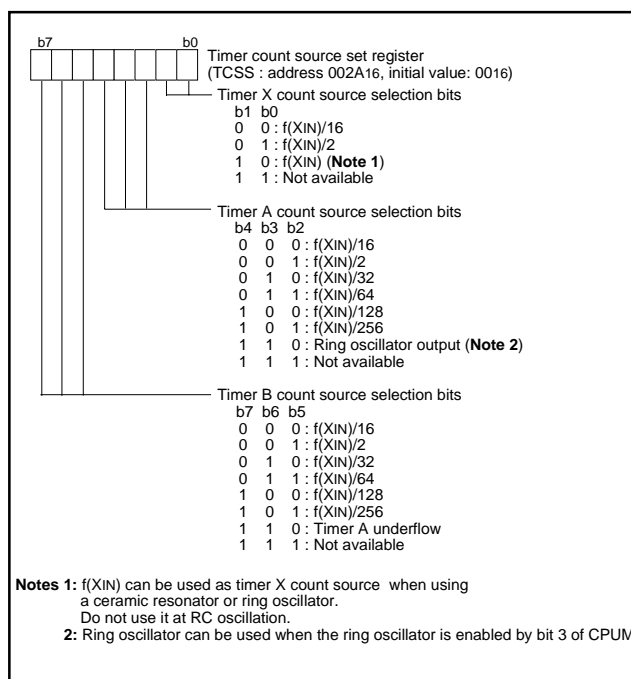 b7 b0
Timer count source set register
(TCSS : address 002A16, initial value: 0016)
Timer X count source selection bits
b1 b0
0 0 : f(XIN)/16
0 1 : f(XIN)/2
1 0 : f(XIN) (Note 1)
1 1 : Not available
Timer A count source selection bits
b4 b3 b2
0 0 0 : f(XIN)/16
0 0 1 : f(XIN)/2
0 1 0 : f(XIN)/32
0 1 1 : f(XIN)/64
1 0 0 : f(XIN)/128
1 0 1 : f(XIN)/256
1 1 0 : Ring oscillator output (Note 2)
1 1 1 : Not available
Timer B count source selection bits
b7 b6 b5
0 0 0 : f(XIN)/16
0 0 1 : f(XIN)/2
0 1 0 : f(XIN)/32
0 1 1 : f(XIN)/64
1 0 0 : f(XIN)/128
1 0 1 : f(XIN)/256
1 1 0 : Timer A underflow
1 1 1 : Not available
Notes 1: f(XIN) can be used as timer X count source when using
a ceramic resonator or ring oscillator.
Do not use it at RC oscillation.
2: Ring oscillator can be used when the ring oscillator is enabled by bit 3 of CPUM